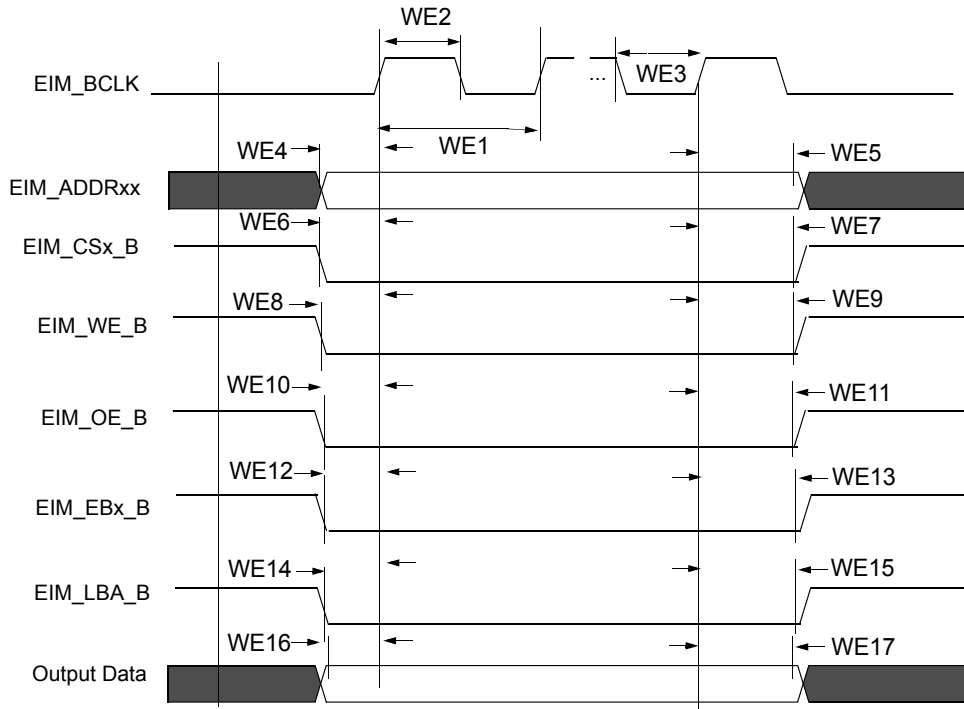 WE2
EIM_BCLK
...
WE3
WE4
WE1
WE5
EIM_ADDRxx
WE6
WE7
EIM_CSx_B
WE8
WE9
EIM_WE_B
WE10
WE11
EIM_OE_B
WE12
WE13
EIM_EBx_B
WE14
WE15
EIM_LBA_B
WE16
WE17
Output Data